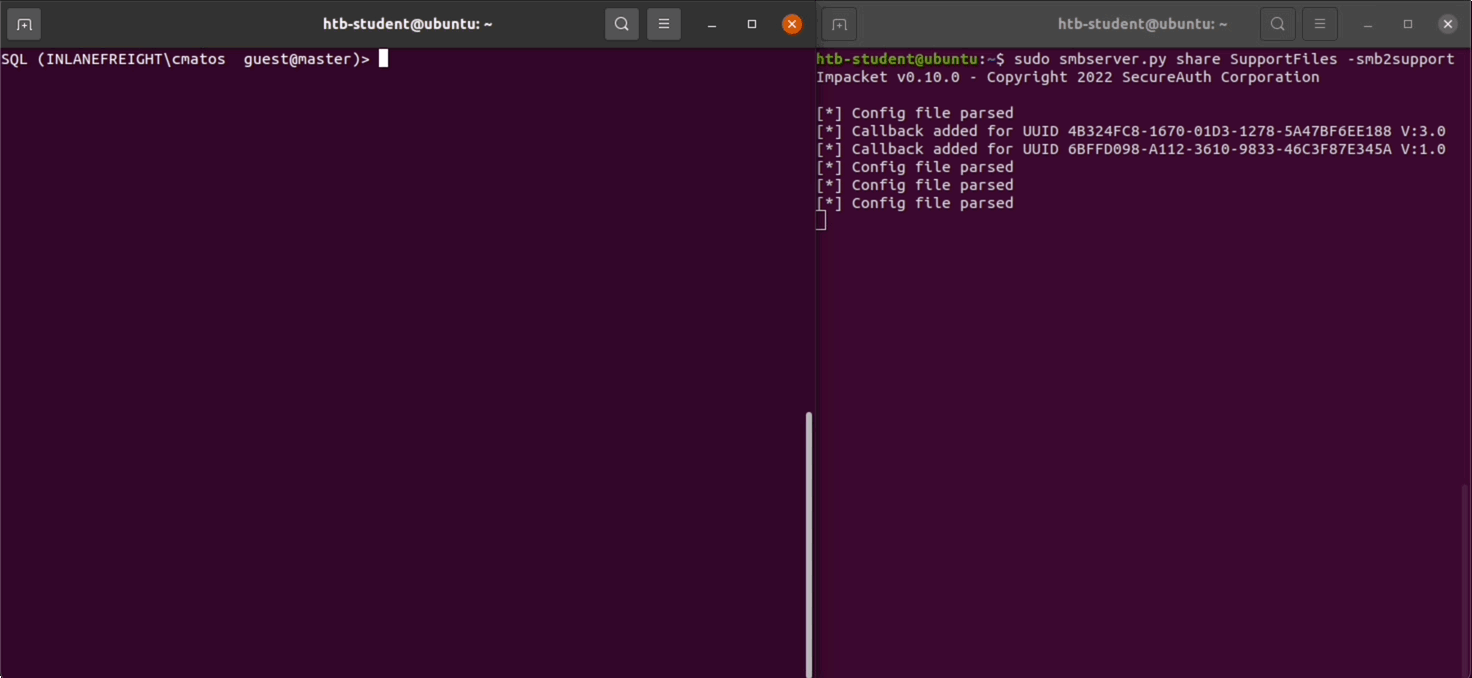 htb-student@ubuntu: ~
SQL (INLANEFREIGHT\cmatos  guest@master)>
htb-student@ubuntu: ~
htb-student@ubuntu:~$ sudo smbserver.py share SupportFiles -smb2support
Impacket v0.10.0 - Copyright 2022 SecureAuth Corporation
[*] Config file parsed
[*] Callback added for UUID 4B324FC8-1670-01D3-1278-5A47BF6EE188 V:3.0
[*] Callback added for UUID 6BFFD098-A112-3610-9833-46C3F87E345A V:1.0
[*] Config file parsed
[*] Config file parsed
[*] Config file parsed